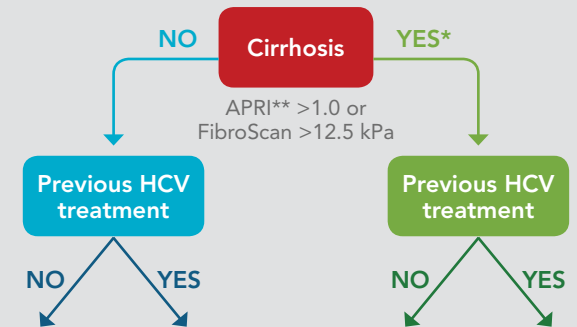 NO
Cirrhosis
YES*
APRI** >1.0 or
FibroScan >12.5 kPa
Previous HCV
treatment
Previous HCV
treatment
NO
YES
NO
YES